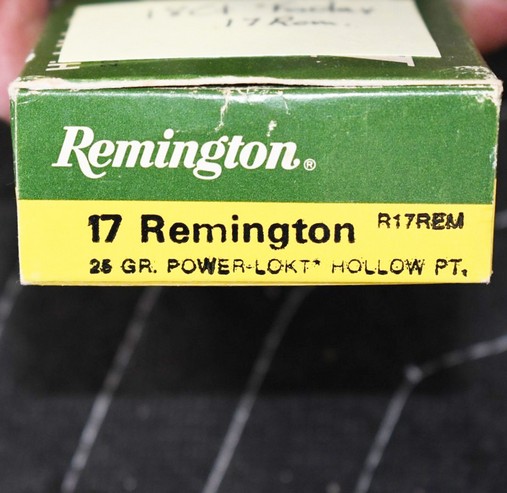 17 Rem.
Remington®
17 Remington R17REM
25 GR. POWER-LOKT* HOLLOW PT.